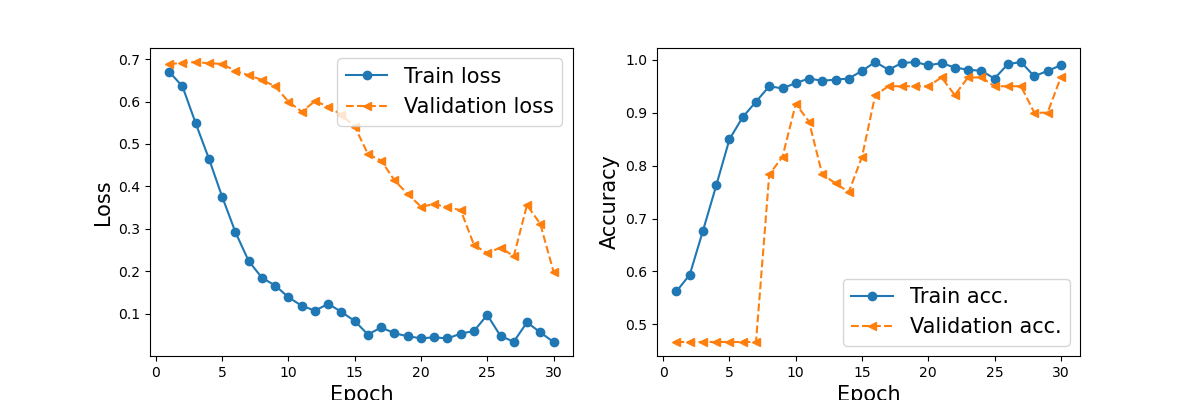 0.7
0.6
0.5
0.4
0.3
0.2
0.1
Loss
0 5 10 15 20 25 30
Epoch
Train loss
Validation loss
1.0
0.9
0.8
0.7
0.6
0.5
Accuracy
0 5 10 15 20 25 30
Epoch
Train acc.
Validation acc.